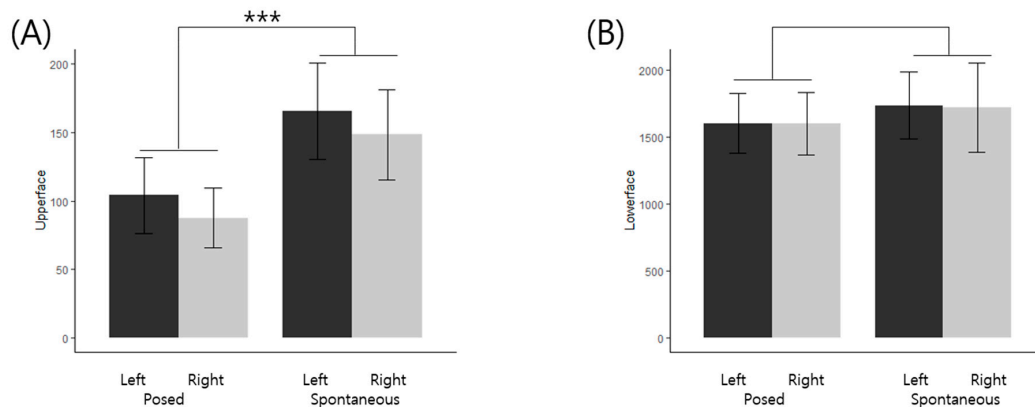 (A)
***
Upperface
200
150
100
50
0
Left Right Left Right
Posed Spontaneous
(B)
Lowerface
2000
1500
1000
500
0
Left Right Left Right
Posed Spontaneous